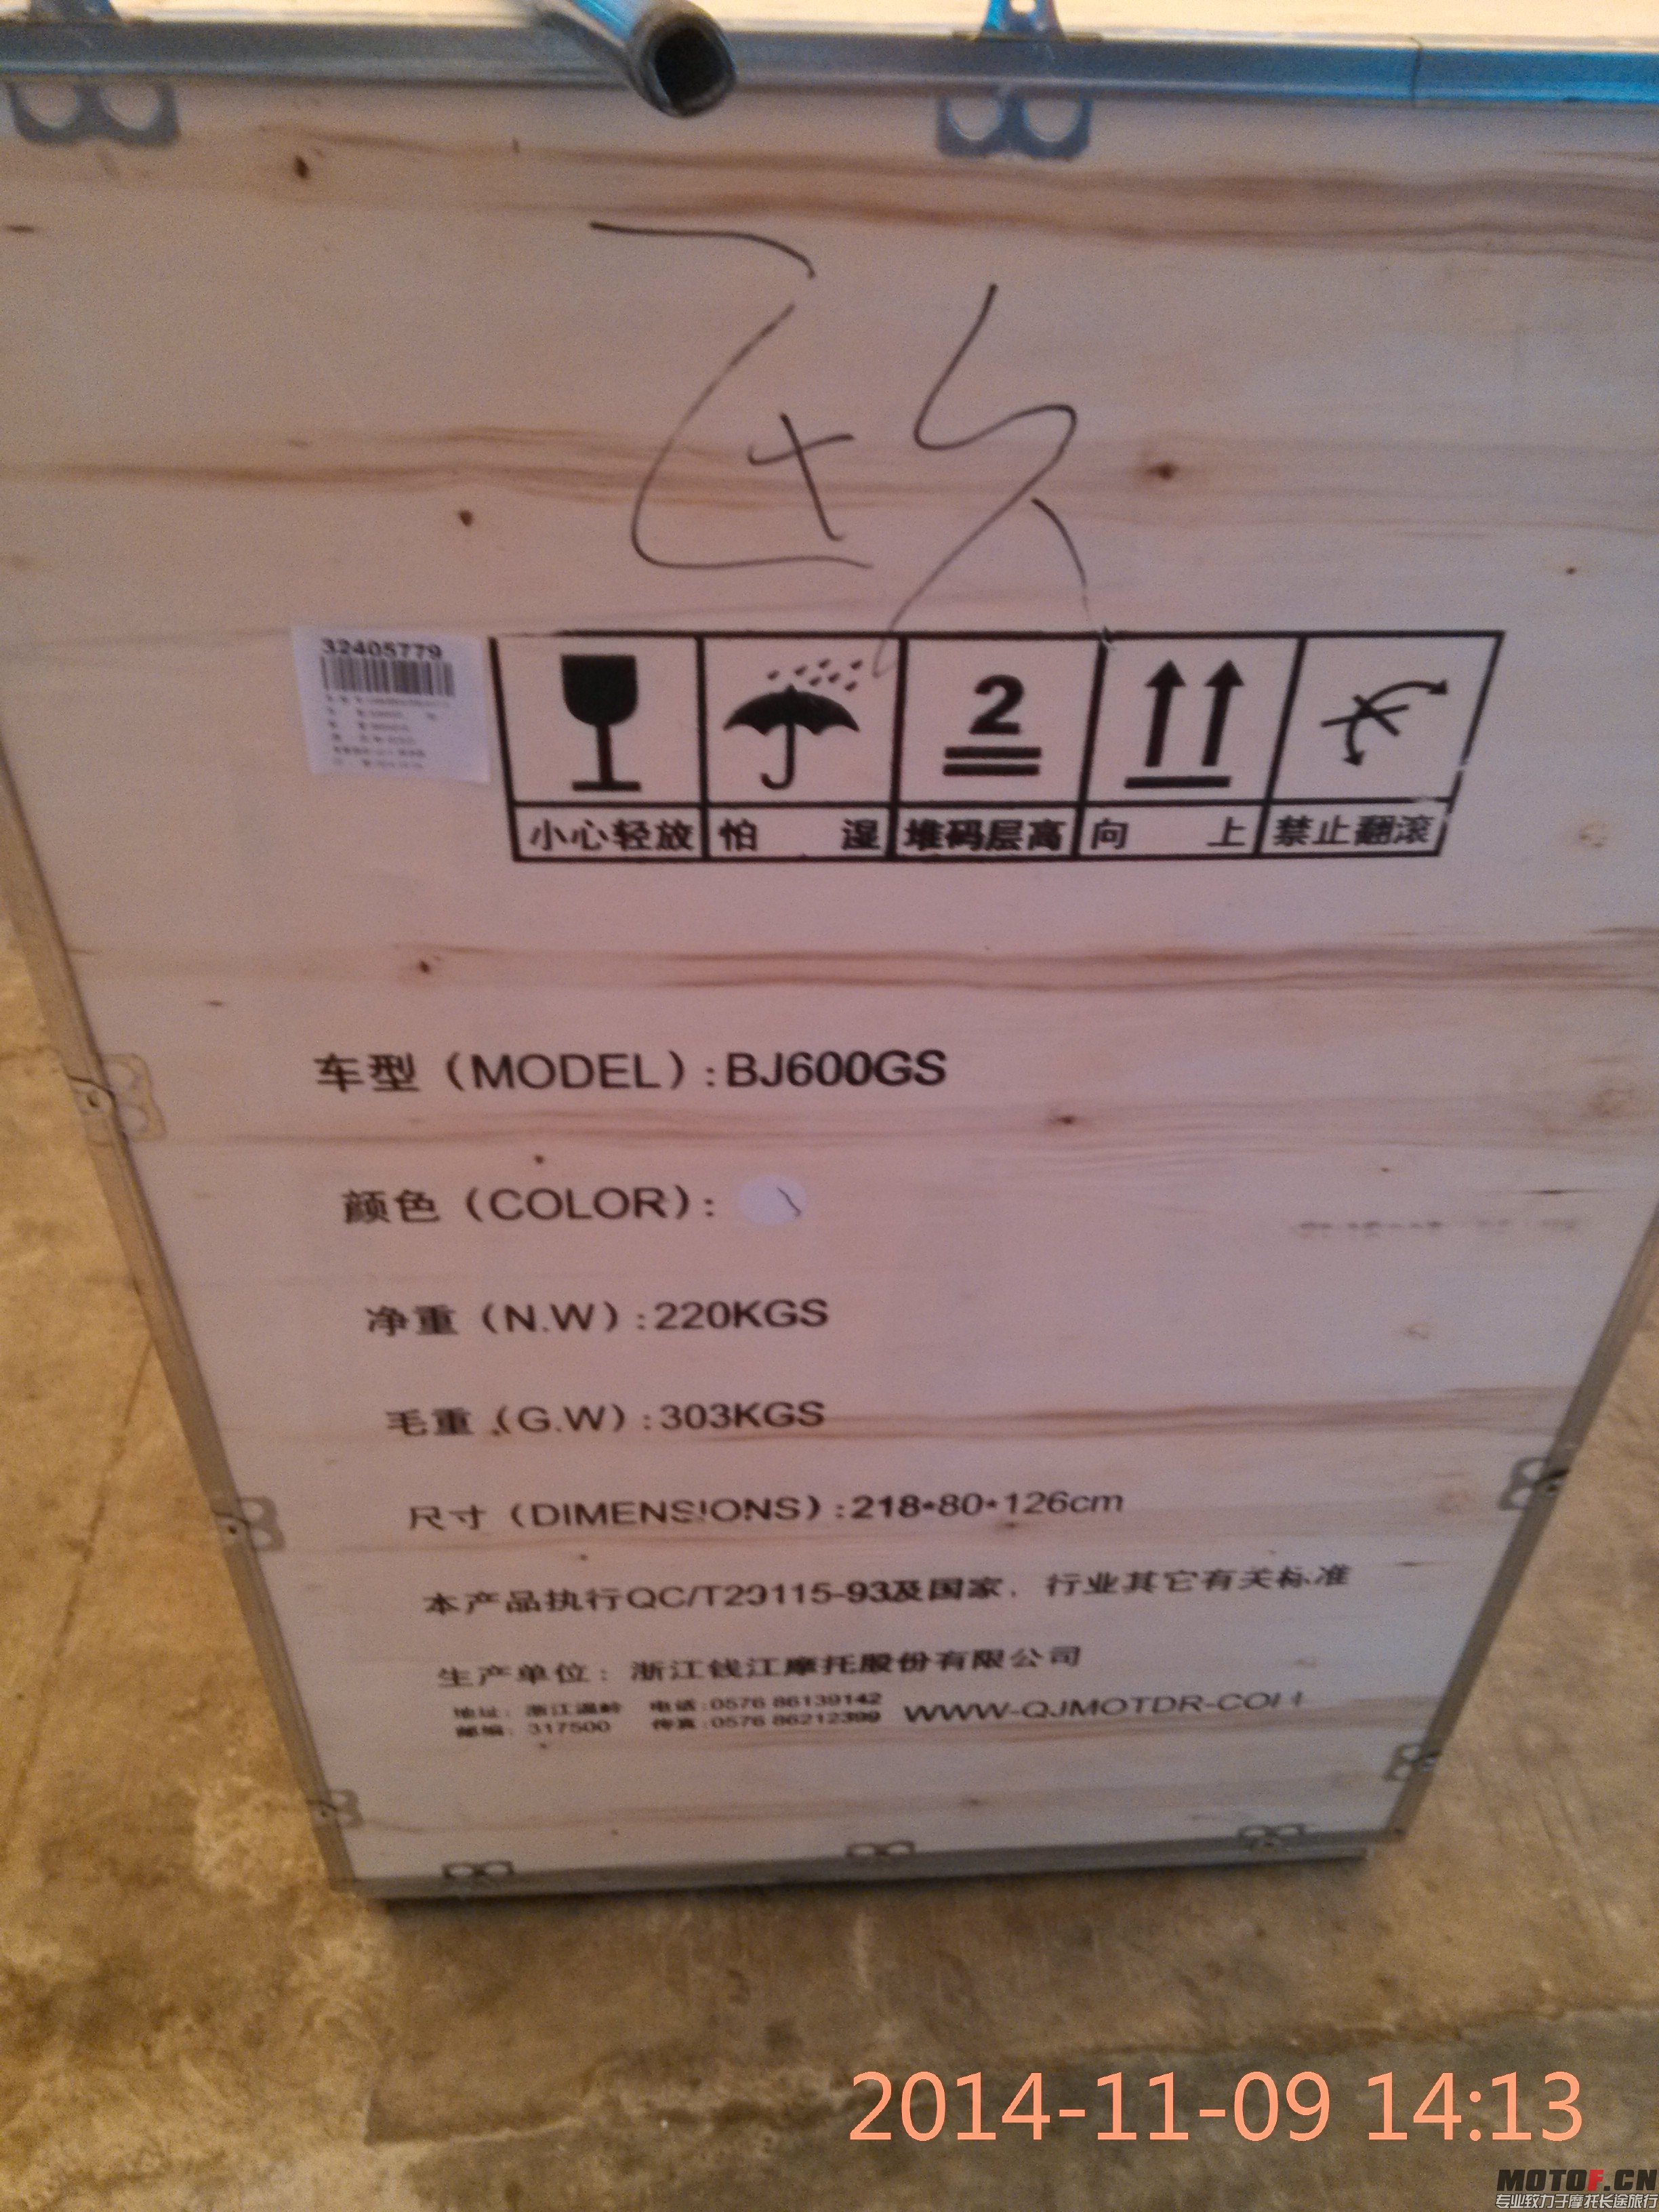 32405779
2
小心轻放 怕 湿 堆码层高 向 上 禁止翻滚
车型（MODEL）:BJ600GS
颜色（COLOR）:
净重（N.W）:220KGS
毛重（G.W）:303KGS
尺寸（DIMENSIONS）:218*80*126cm
本产品执行QC/T29115-93及国家、行业其它有关标准
生产单位：浙江钱江摩托股份有限公司
地址：浙江温岭 电话:0576 86139142
邮编：317500 传真:0576 86212399 WWW-QJMOTOR-COM
2014-11-09 14:13
MOTOF.CN
专业致力于摩托长途旅行